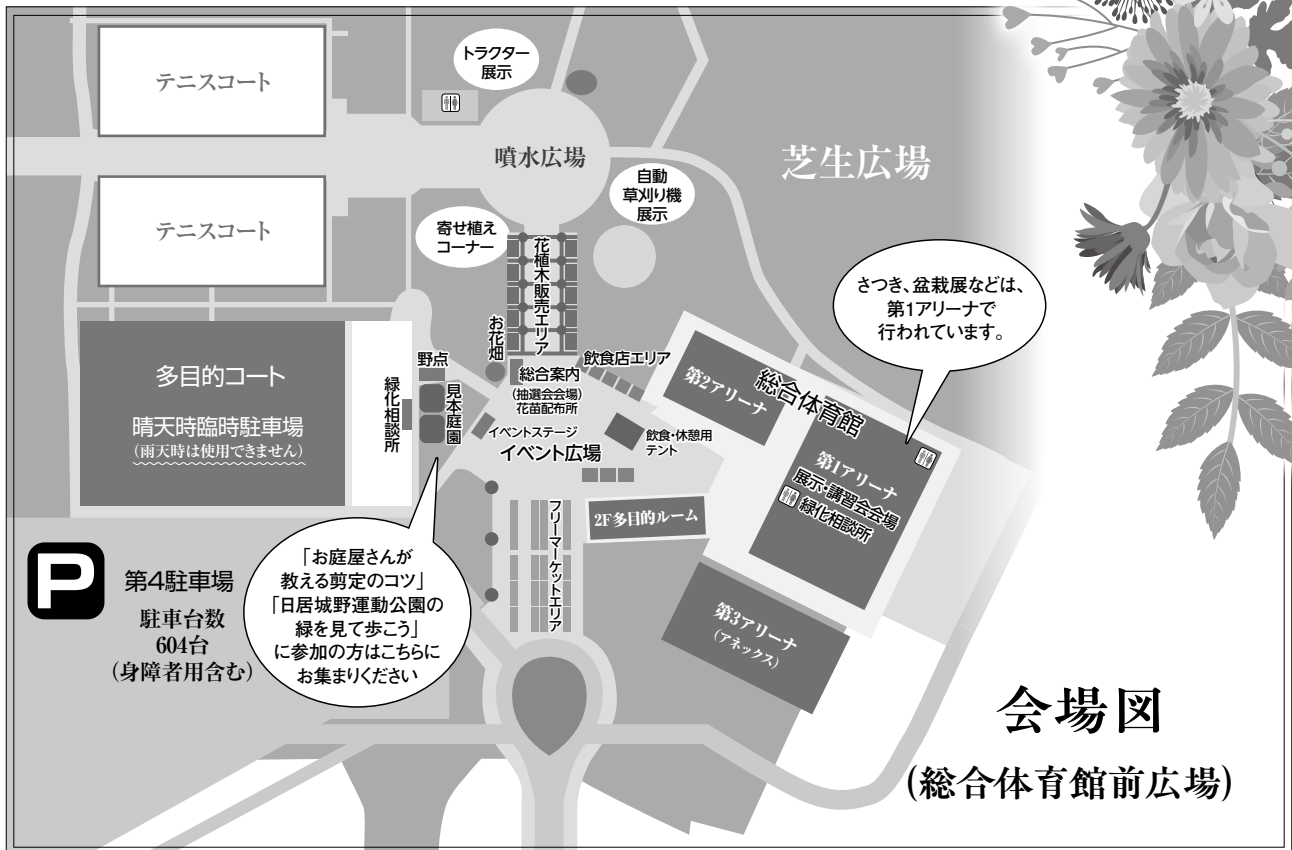 トラクター
展示
テニスコート
噴水広場
芝生広場
自動
草刈り機
展示
テニスコート
寄せ植え
コーナー
花植木販売エリア
さつき、盆栽展などは、
第1アリーナで
行われています。
お花畑
野点
総合案内
(抽選会会場)
花苗配布所
飲食店エリア
多目的コート
晴天時臨時駐車場
(雨天時は使用できません)
緑化相談所
見本庭園
イベントステージ
イベント広場
飲食・休憩用
テント
第2アリーナ
総合体育館
第1アリーナ
展示・講習会会場
緑化相談所
2F多目的ルーム
フリーマーケットエリア
P
第4駐車場
駐車台数
604台
(身障者用含む)
「お庭屋さんが
教える剪定のコツ」
「日居城野運動公園の
緑を見て歩こう」
に参加の方はこちらに
お集まりください
第3アリーナ
(アネックス)
会場図
(総合体育館前広場)